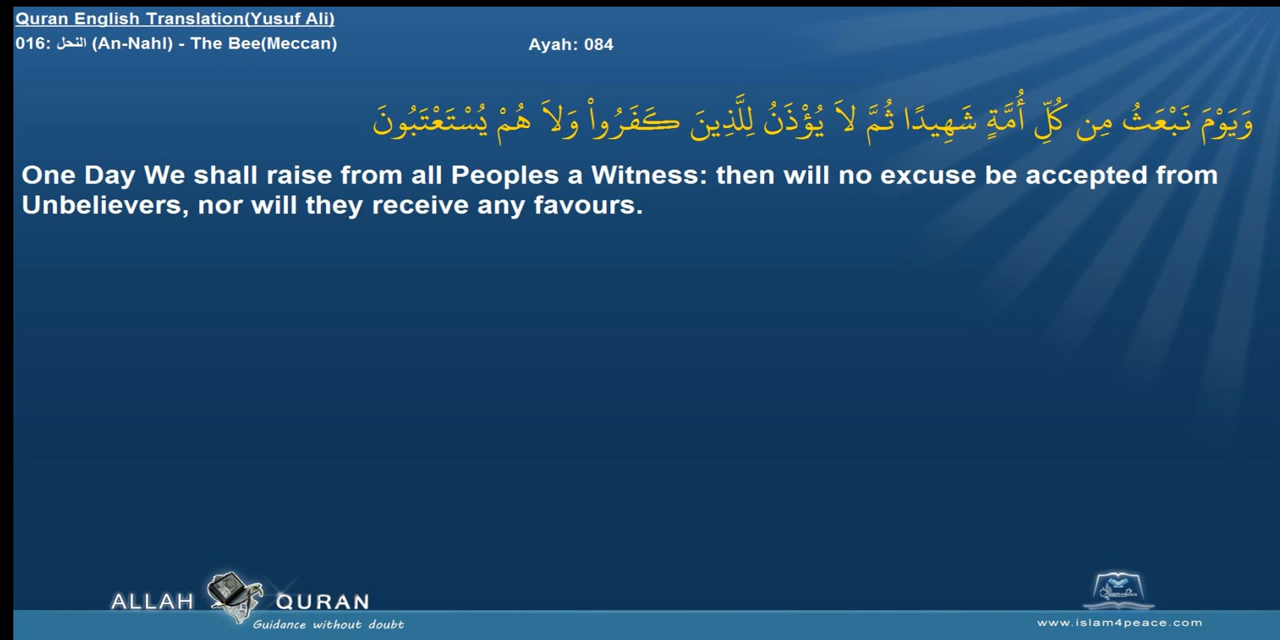 Quran English Translation(Yusuf Ali)
016: النحل (An-Nahl) - The Bee(Meccan) Ayah: 084
وَيَوْمَ نَبْعَثُ مِن كُلِّ أُمَّةٍ شَهِيدًا ثُمَّ لاَ يُؤْذَنُ لِلَّذِينَ كَفَرُواْ وَلاَ هُمْ يُسْتَعْتَبُونَ
One Day We shall raise from all Peoples a Witness: then will no excuse be accepted from
Unbelievers, nor will they receive any favours.
ALLAH QURAN
Guidance without doubt
www.islam4peace.com